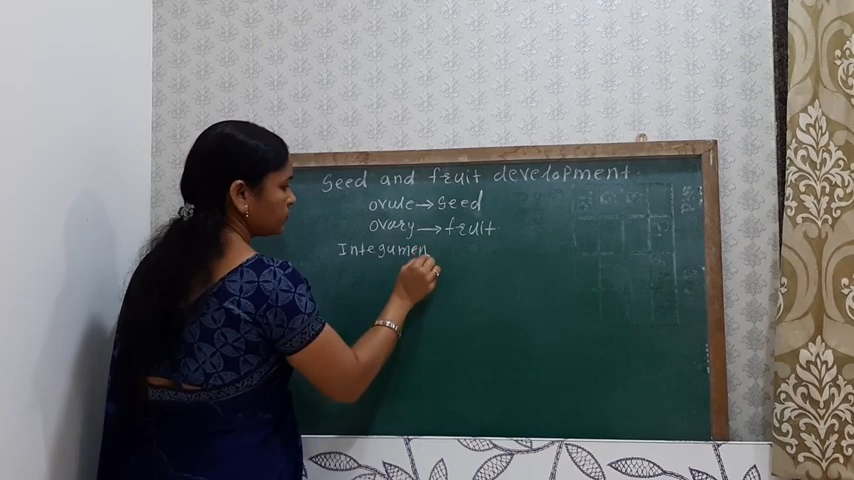 Seed and fruit development.
ovule → Seed
ovary → fruit.
Integumen